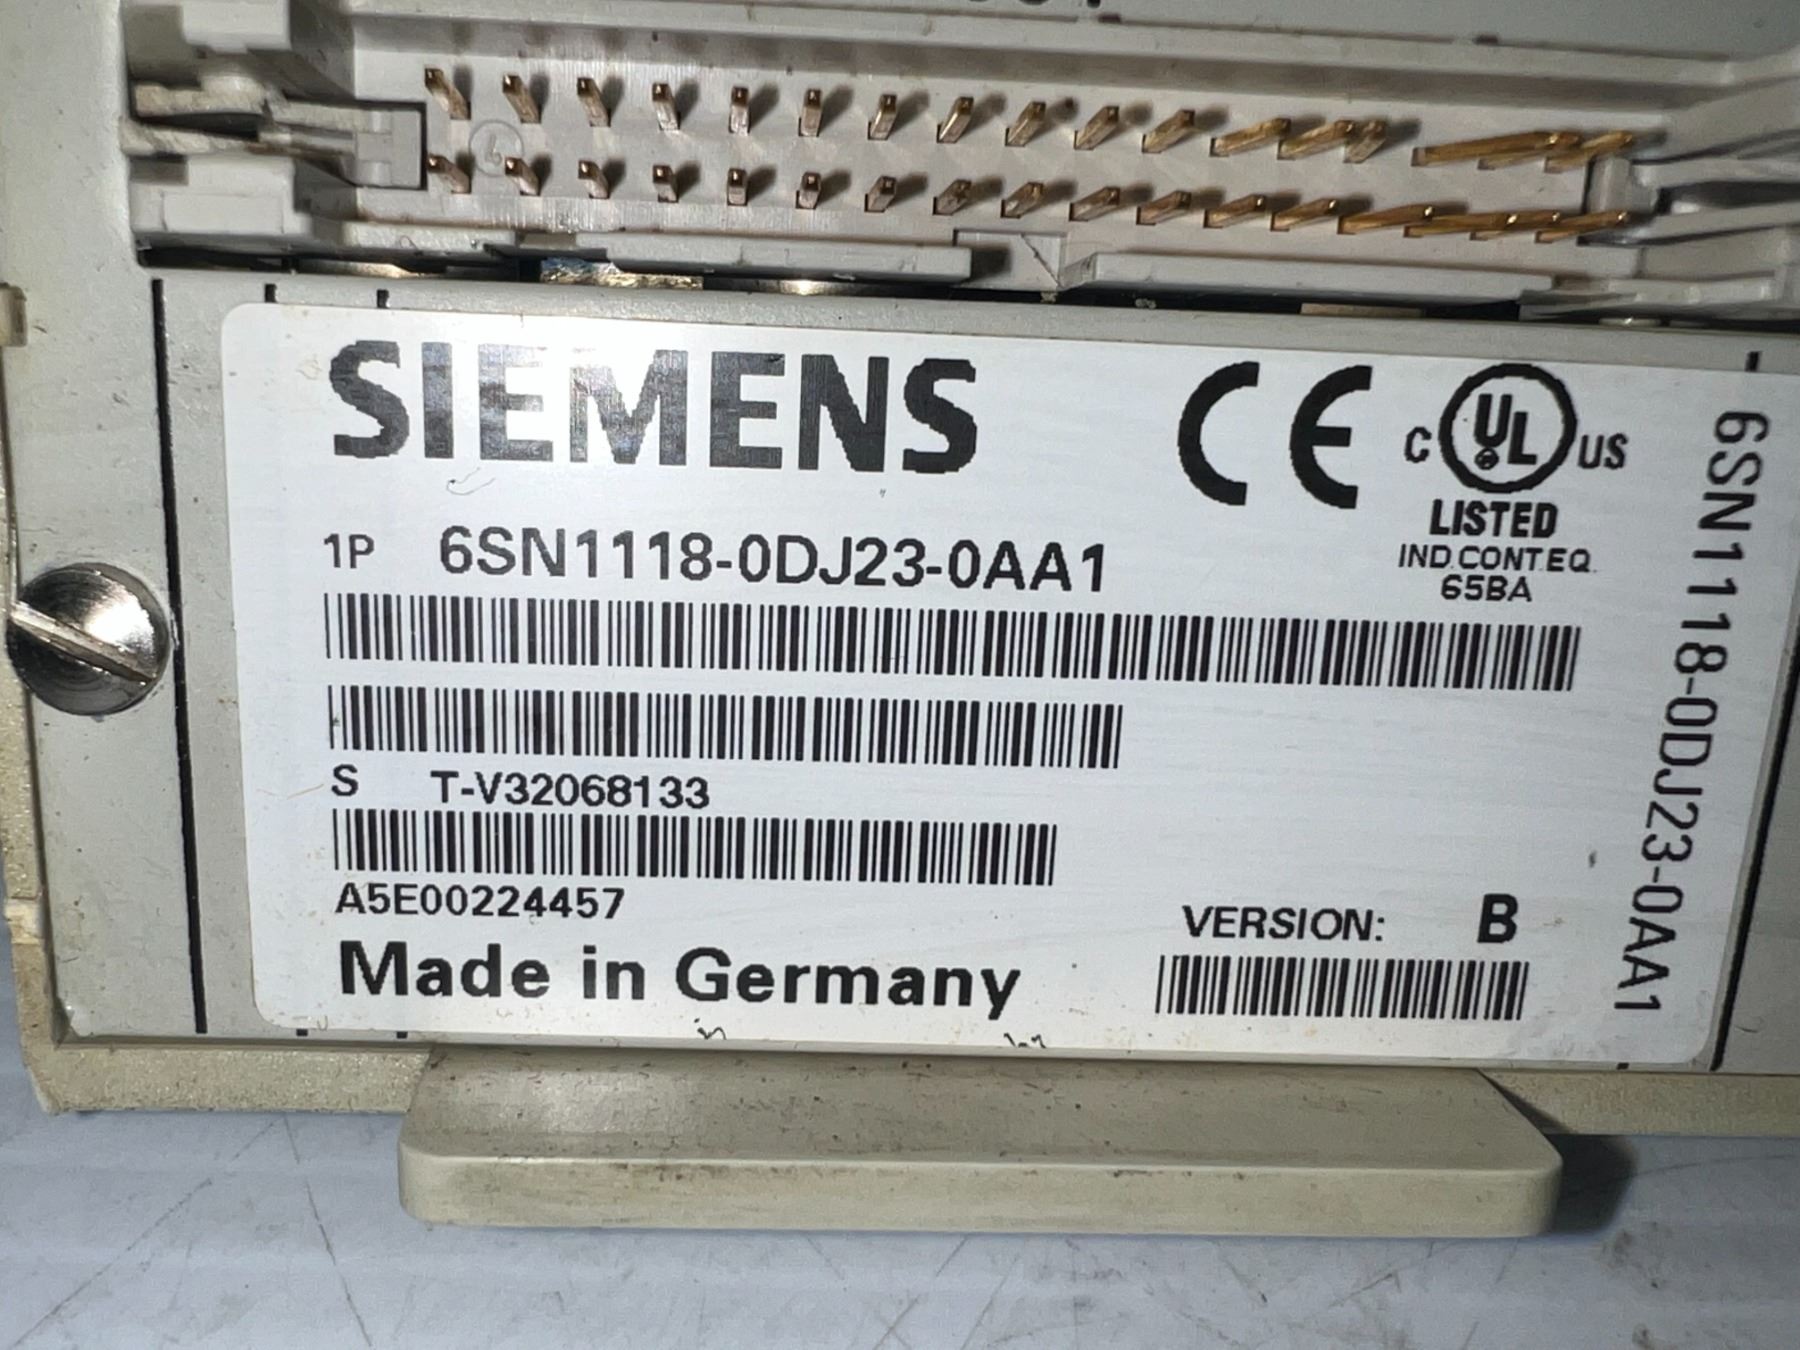 SIEMENS
CE
C UL US
LISTED
IND.CONT.EQ.
65BA
1P 6SN1118-0DJ23-0AA1
S T-V32068133
A5E00224457
Made in Germany
VERSION: B
6SN1118-0DJ23-0AA1